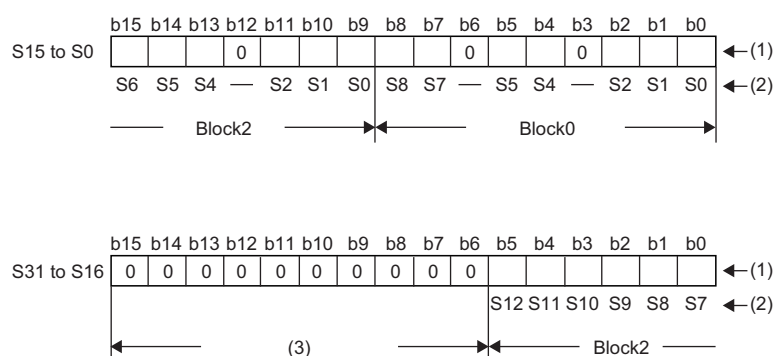 b15 b14 b13 b12 b11 b10 b9 b8 b7 b6 b5 b4 b3 b2 b1 b0
S15 to S0 0 0 0 (1)
S6 S5 S4 — S2 S1 S0 S8 S7 — S5 S4 — S2 S1 S0 (2)
Block2 Block0
b15 b14 b13 b12 b11 b10 b9 b8 b7 b6 b5 b4 b3 b2 b1 b0
S31 to S16 0 0 0 0 0 0 0 0 0 0 (1)
S12 S11 S10 S9 S8 S7 (2)
(3) Block2